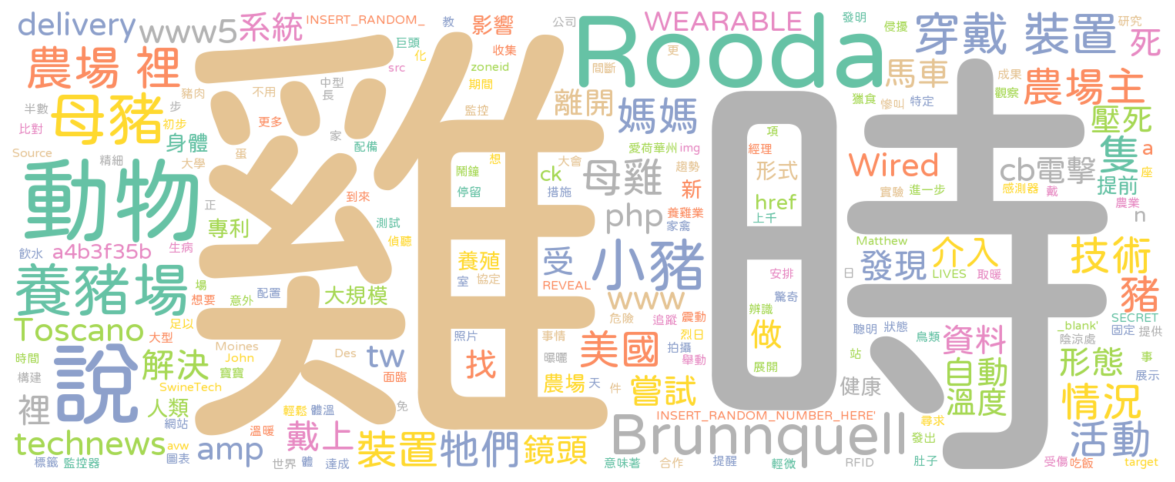 delivery www5 系統 INSERT_RANDOM_ 教 影響 公司 Rooda WEARABLE 發明 侵擾 穿戴 裝置 研究 死
農場 裡 巨頭 化 收集 更 間斷 馬車 成果 農場主
src zoneid 中型 期間 觀察
豬肉 不用 長 監控 離開 媽媽 獵食 慘叫 特定 壓死
半數 母豬 步 初步 更多 家 配備 項
比對 身體 想 大會 愛荷華州 img 經理 Wired cb電擊 隻 a
Source 精細 大學 蛋 鬧鐘 ck 母雞 趨勢 形式 座
動物 雞 到來 停留 措施 新 時 實驗 進一步 感測器 戴 提前
正 專利 測試 php 養雞業 href 農業
家禽 上千 n
飲水 a4b3f35b 生病 偵聽 小豬 Matthew 發現 介入 技術
養豬場 養殖 受 安排 日 LIVES 取暖
場 想要 意外 配置 大規模 室 協定 REVEAL www 驚奇 豬
Toscano 大型 足以 危險 追蹤 震動 辨識 聰明 狀態 鳥類 資料 _blank' SECRET
照片 事情 烈日 做 固定 提供
時間 說 解決 Moines John Des tw 找 曝曬 美國 拍攝 舉動 站 陰涼處 形態 事
構建 寶寶 面臨 展開 自動 展示
SwineTech 農場 天 件 嘗試 健康 溫度
裡 人類 網站 輕鬆 體溫 免 INSERT_RANDOM_NUMBER_HERE' 尋求 情況
溫暖 戴上 Brunnquell
technews avw 圖表 amp 裝置 牠們 鏡頭 發出 活動
標籤 監控器 世界 體 達成 意味著 合作 提醒 輕微 RFID 肚子 受傷 吃飯 target